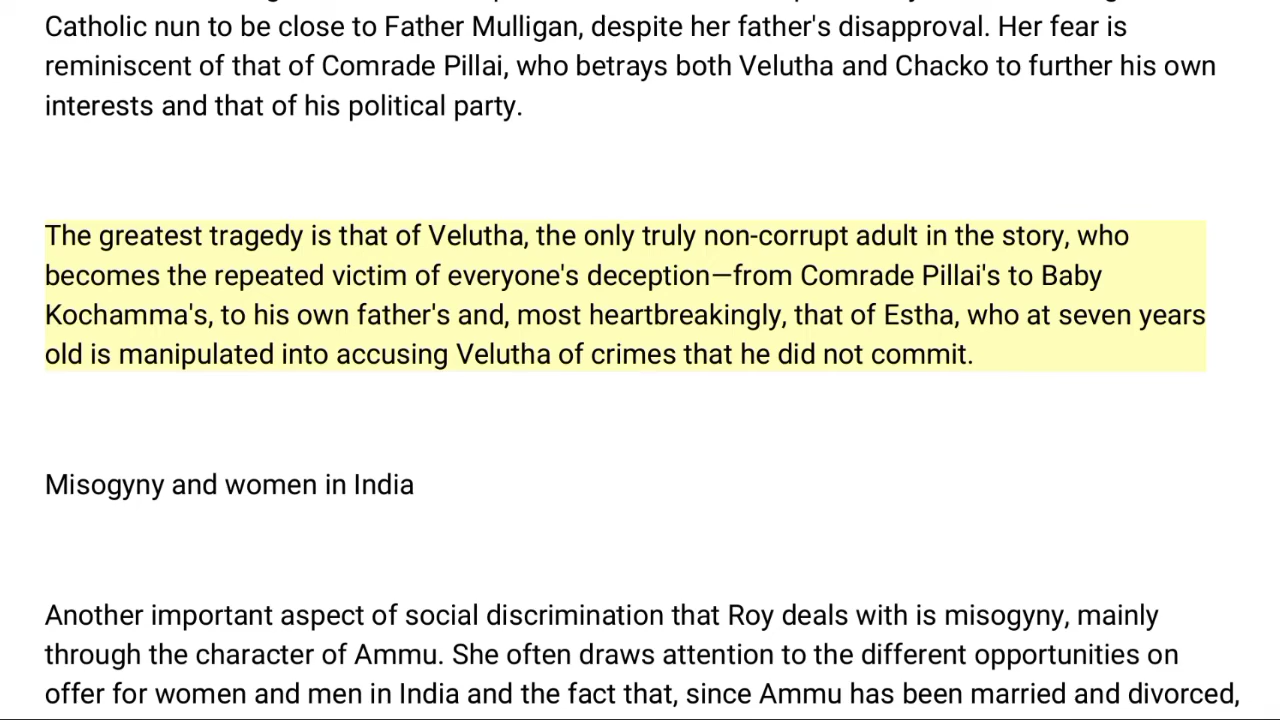 Catholic nun to be close to Father Mulligan, despite her father's disapproval. Her fear is
reminiscent of that of Comrade Pillai, who betrays both Velutha and Chacko to further his own
interests and that of his political party.
The greatest tragedy is that of Velutha, the only truly non-corrupt adult in the story, who
becomes the repeated victim of everyone's deception—from Comrade Pillai's to Baby
Kochamma's, to his own father's and, most heartbreakingly, that of Estha, who at seven years
old is manipulated into accusing Velutha of crimes that he did not commit.
Misogyny and women in India
Another important aspect of social discrimination that Roy deals with is misogyny, mainly
through the character of Ammu. She often draws attention to the different opportunities on
offer for women and men in India and the fact that, since Ammu has been married and divorced,